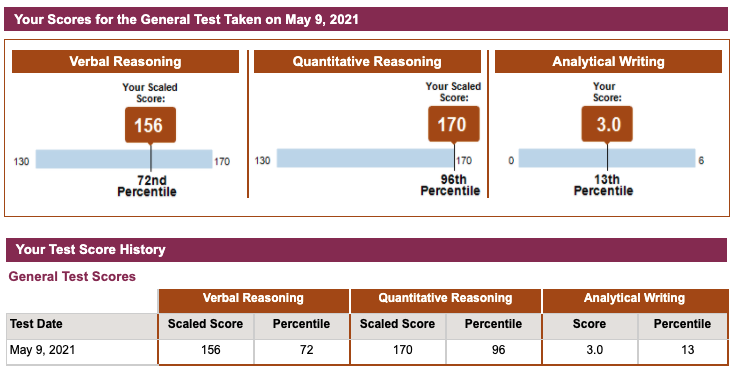 Your Scores for the General Test Taken on May 9, 2021
Verbal Reasoning
Your Scaled
Score:
156
130
170
72nd
Percentile
Quantitative Reasoning
Your Scaled
Score:
170
130
170
96th
Percentile
Analytical Writing
Your
Score:
3.0
0
6
13th
Percentile
Your Test Score History
General Test Scores
Verbal Reasoning Quantitative Reasoning Analytical Writing
Test Date Scaled Score Percentile Scaled Score Percentile Score Percentile
May 9, 2021 156 72 170 96 3.0 13